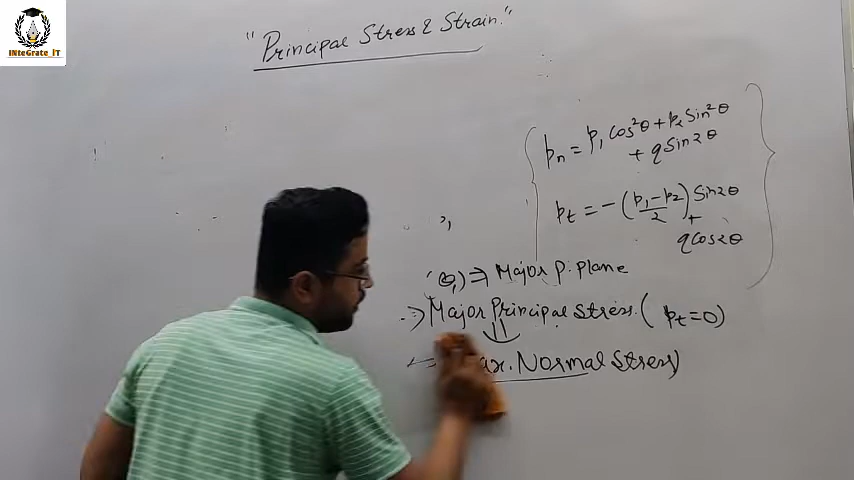 INteGrate_iT
"Principal Stress & Strain."
pn = p1 cos²θ + p2 sin²θ
+ q sin2θ
pt = -(p1-p2/2) sin2θ
+
q cos2θ
(θ1) ⇒ Major P. Plane
⇒ Major Principal Stress. ( pt=0)
. Normal Stress)